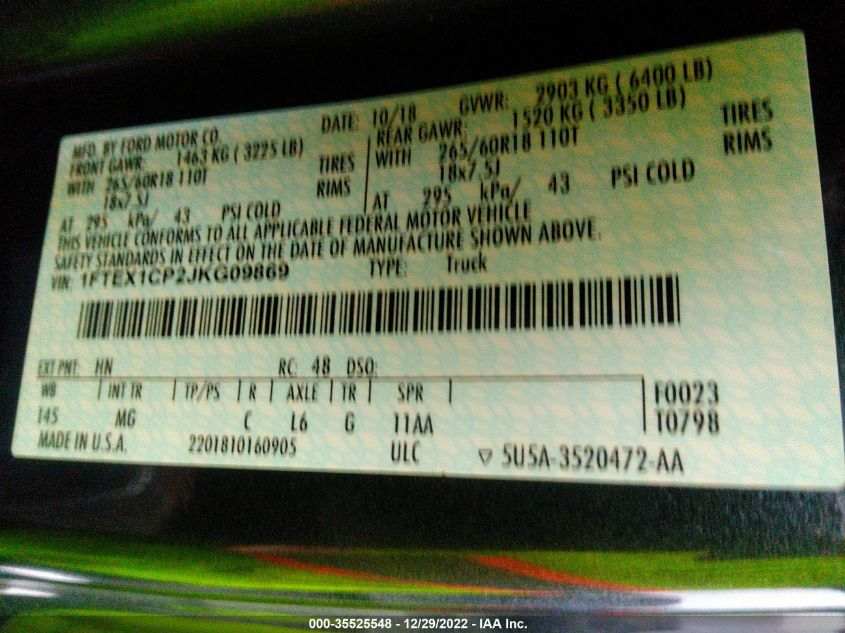 MFD. BY FORD MOTOR CO. DATE: 10/18 GVWR: 2903 KG ( 6400 LB)
FRONT GAWR: 1463 KG ( 3225 LB) REAR GAWR: 1520 KG ( 3350 LB)
WITH 265/60R18 110T TIRES WITH 265/60R18 110T TIRES
18x7.5J RIMS 18x7.5J RIMS
AT 295 kPa/ 43 PSI COLD AT 295 kPa/ 43 PSI COLD
THIS VEHICLE CONFORMS TO ALL APPLICABLE FEDERAL MOTOR VEHICLE
SAFETY STANDARDS IN EFFECT ON THE DATE OF MANUFACTURE SHOWN ABOVE.
VIN: 1FTEX1CP2JKG09869 TYPE: Truck
EXT PNT: HN RC: 48 DSO:
WB | INT TR | TP/PS | R | AXLE | TR | SPR | F0023
145 MG C L6 G 11AA T0798
MADE IN U.S.A. 2201810160905 ULC ▽ 5U5A-3520472-AA
000-35525548 - 12/29/2022 - IAA Inc.